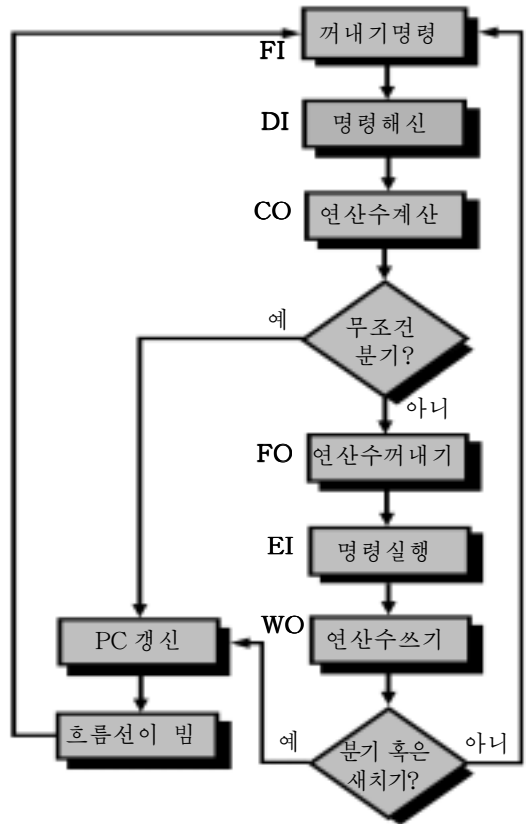 꺼내기명령
FI
DI
명령해신
CO
연산수계산
예
무조건
분기?
아니
FO
연산수꺼내기
EI
명령실행
WO
연산수쓰기
PC 갱신
흐름선이 빔
예
분기 혹은
새치기?
아니